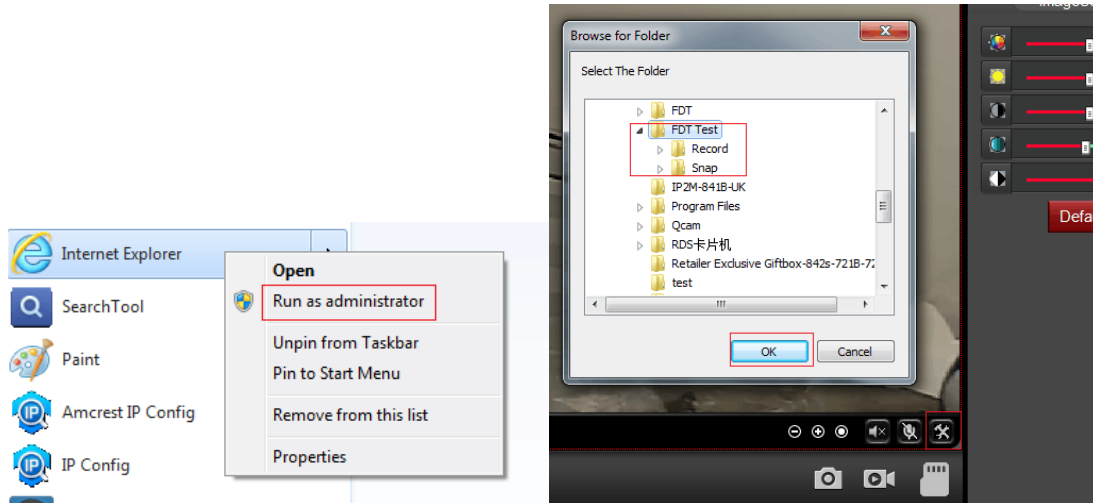 Internet Explorer
SearchTool
Paint
Amcrest IP Config
IP Config
Open
Run as administrator
Unpin from Taskbar
Pin to Start Menu
Remove from this list
Properties
Browse for Folder
Select The Folder
FDT
FDT Test
Record
Snap
IP2M-841B-UK
Program Files
Qcam
RDS卡片机
Retailer Exclusive Giftbox-842s-721B-72
test
OK
Cancel
Defa